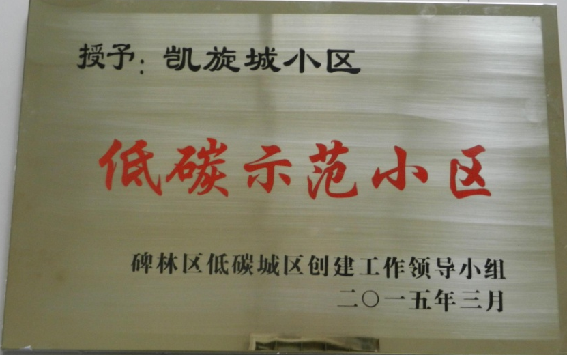 授予：凯旋城小区
低碳示范小区
碑林区低碳城区创建工作领导小组
二〇一五年三月